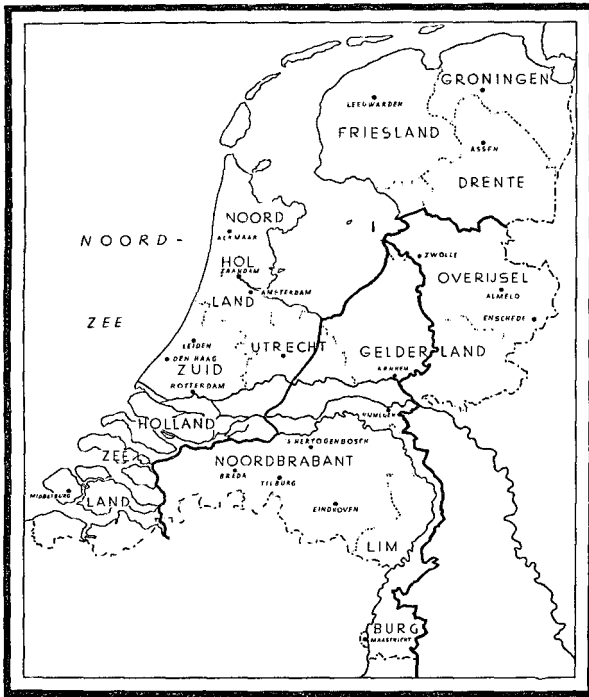 GRONINGEN
LEEUWARDEN
FRIESLAND
ASSEN
DRENTE
NOORD
ALKMAAR
NOORD-
ZEE
HOL
ZAANDAM
LAND
AMSTERDAM
ZWOLLE
OVERIJSEL
ALMELO
ENSCHEDE
LEIDEN
UTRECHT
DEN HAAG
ZUID
GELDERLAND
ARNHEM
ROTTERDAM
HOLLAND
NIJMEGEN
S HERTOGENBOSCH
ZEE
NOORDBRABANT
BREDA
TILBURG
MIDDELBURG
LAND
EINDHOVEN
LIM
BURG
MAASTRICHT